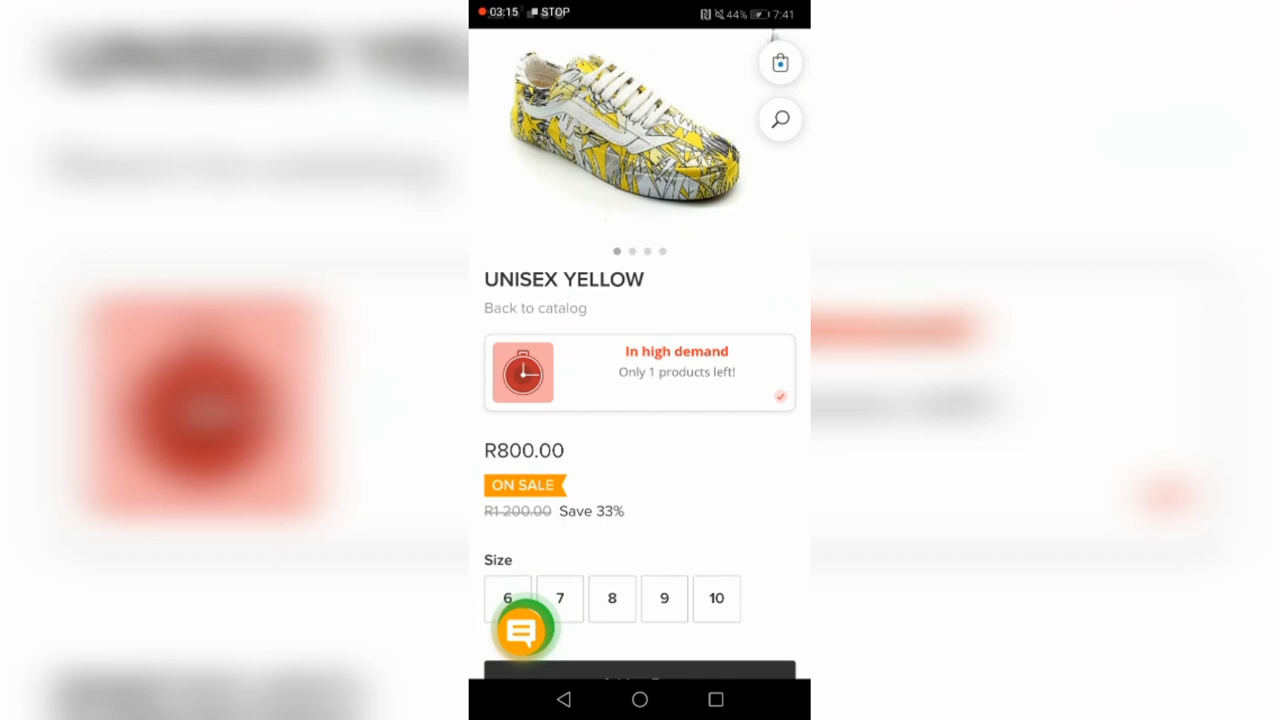 03:15 STOP 44% 7:41
UNISEX YELLOW
Back to catalog
In high demand
Only 1 products left!
R800.00
ON SALE
R1 200.00 Save 33%
Size
6 7 8 9 10